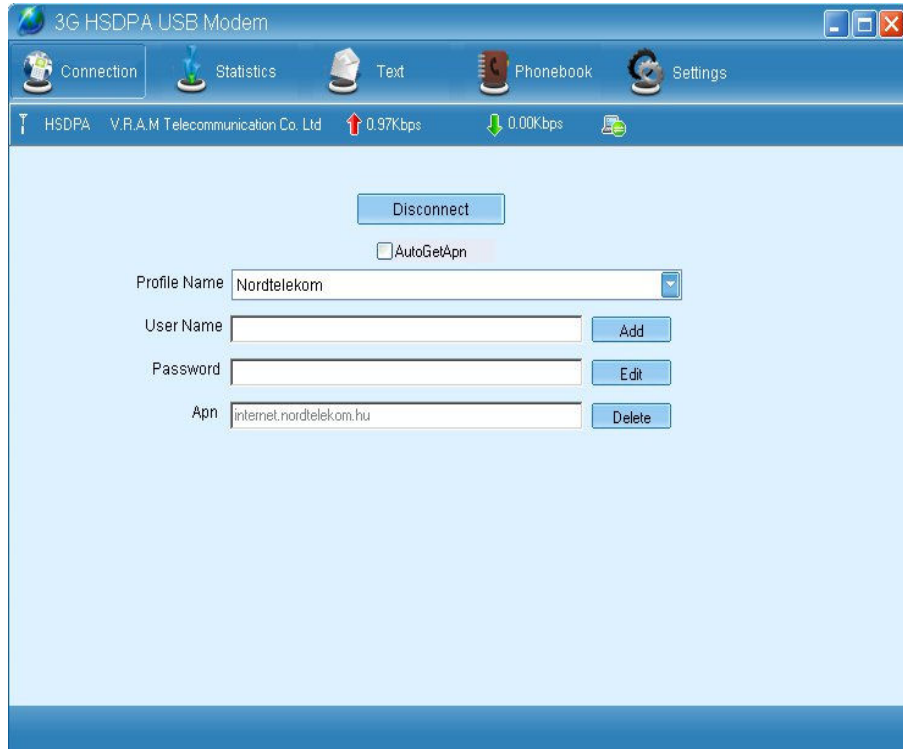 3G HSDPA USB Modem
Connection Statistics Text Phonebook Settings
HSDPA V.R.A.M Telecommunication Co. Ltd 0.97Kbps 0.00Kbps
Disconnect
AutoGetApn
Profile Name Nordtelekom
User Name Add
Password Edit
Apn internet.nordtelekom.hu Delete